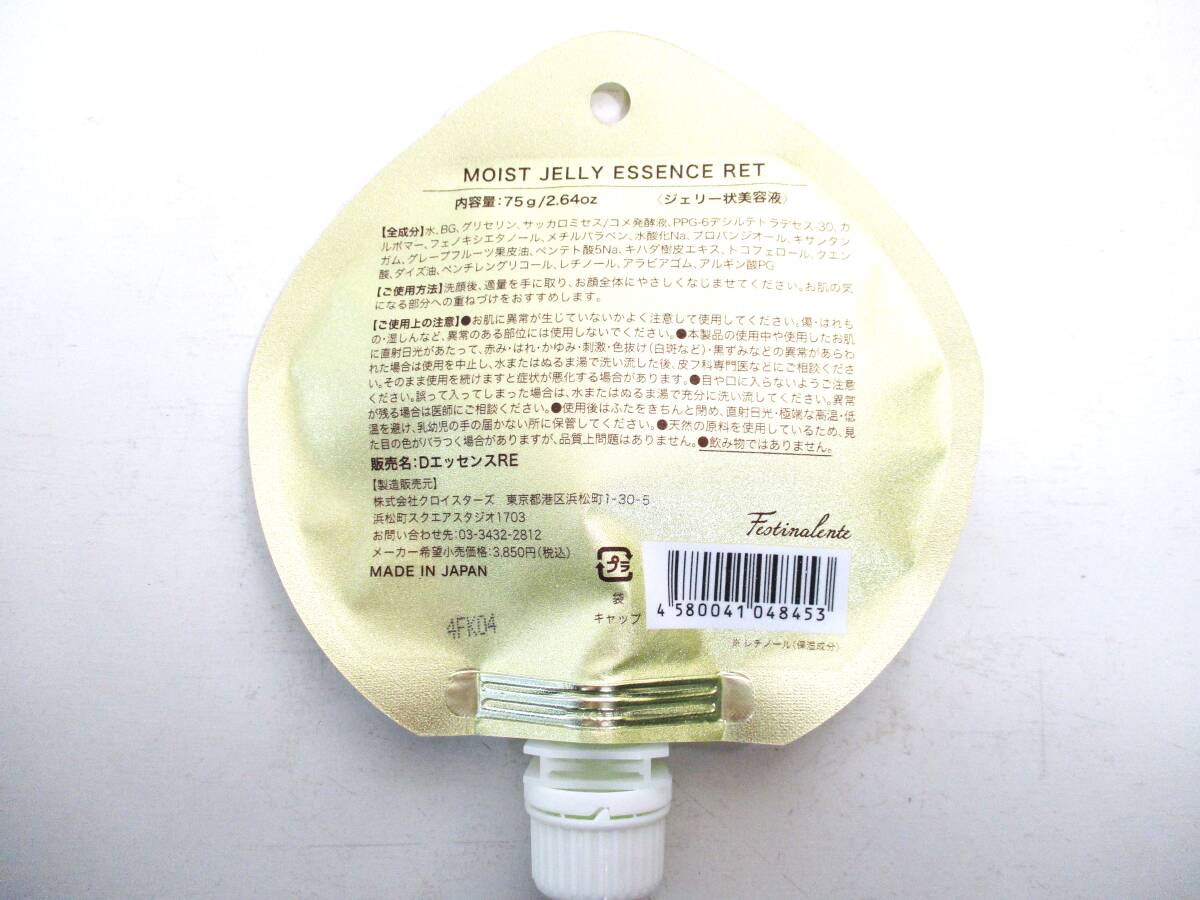 MOIST JELLY ESSENCE RET
内容量:75g/2.64oz 〈ジェリー状美容液〉
【全成分】水、BG、グリセリン、サッカロミセス/コメ発酵液、PPG-6デシルテトラデセス-30、カ
ルボマー、フェノキシエタノール、メチルパラベン、水酸化Na、プロパンジオール、キサンタン
ガム、グレープフルーツ果皮油、ペンテト酸5Na、キハダ樹皮エキス、トコフェロール、クエン
酸、ダイズ油、ペンチレングリコール、レチノール、アラビアゴム、アルギン酸PG
【ご使用方法】洗顔後、適量を手に取り、お顔全体にやさしくなじませてください。お肌の気
になる部分への重ねづけをおすすめします。
【ご使用上の注意】●お肌に異常が生じていないかよく注意して使用してください。傷・はれも
の・湿しんなど、異常のある部位には使用しないでください。●本製品の使用中や使用したお肌
に直射日光があたって、赤み・はれ・かゆみ・刺激・色抜け(白斑など)・黒ずみなどの異常があらわ
れた場合は使用を中止し、水またはぬるま湯で洗い流した後、皮フ科専門医などにご相談くださ
い。そのまま使用を続けますと症状が悪化する場合があります。●目や口に入らないようご注意
ください。誤って入ってしまった場合は、水またはぬるま湯で充分に洗い流してください。異常
が残る場合は医師にご相談ください。●使用後はふたをきちんと閉め、直射日光・極端な高温・低
温を避け、乳幼児の手の届かない所に保管してください。●天然の原料を使用しているため、見
た目の色がバラつく場合がありますが、品質上問題はありません。●飲み物ではありません。
販売名:DエッセンスRE
【製造販売元】
株式会社クロイスターズ 東京都港区浜松町1-30-5
浜松町スクエアスタジオ1703
お問い合わせ先:03-3432-2812
メーカー希望小売価格:3,850円(税込)
MADE IN JAPAN
Festinalente
プラ
袋
キャップ
4 580041 048453
4FK04
※レチノール(保湿成分)